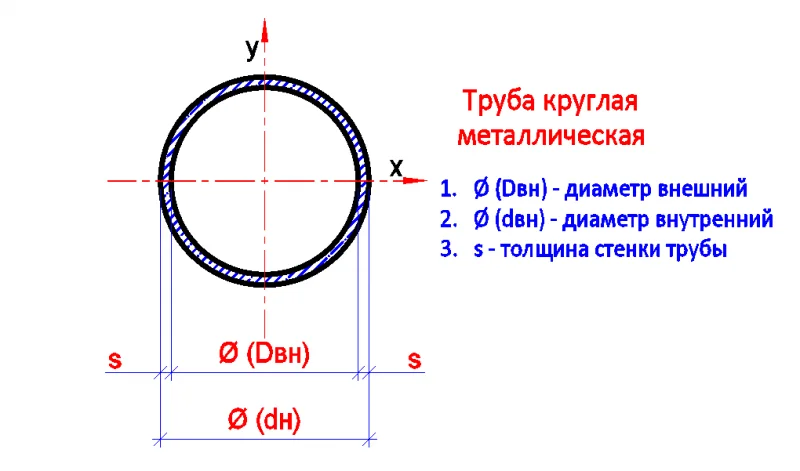 y
Труба круглая
металлическая
x
1. Ø (Dвн) - диаметр внешний
2. Ø (dвн) - диаметр внутренний
3. s - толщина стенки трубы
s Ø (Dвн) s
Ø (dн)